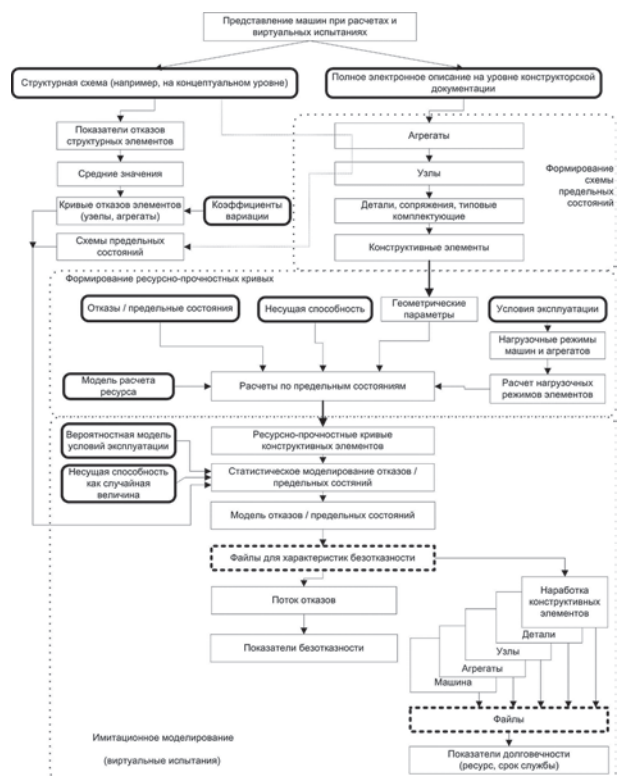 Представление машин при расчетах и
виртуальных испытаниях
Структурная схема (например, на концептуальном уровне)
Полное электронное описание на уровне конструкторской
документации
Показатели отказов
структурных элементов
Средние значения
Кривые отказов элементов
(узелы, агрегаты)
Коэффициенты
вариации
Схемы предельных
состояний
Агрегаты
Узлы
Детали, сопряжения, типовые
комплектующие
Конструктивные элементы
Формирование
схемы
предельных
состояний
Формирование ресурсно-прочностных кривых
Отказы / предельные состояния
Несущая способность
Геометрические
параметры
Условия эксплуатации
Нагрузочные режимы
машин и агрегатов
Модель расчета
ресурса
Расчеты по предельным состояниям
Расчет нагрузочных
режимов элементов
Вероятностная модель
условий эксплуатации
Ресурсно-прочностные кривые
конструктивных элементов
Несущая способность
как случайная
величина
Статистическое моделирование отказов /
предельных состяний
Модель отказов / предельных состояний
Файлы для характеристик безотказности
Поток отказов
Показатели безотказности
Наработка
конструктивных
элементов
Детали
Узлы
Агрегаты
Машина
Файлы
Показатели долговечности
(ресурс, срок службы)
Имитационное моделирование
(виртуальные испытания)